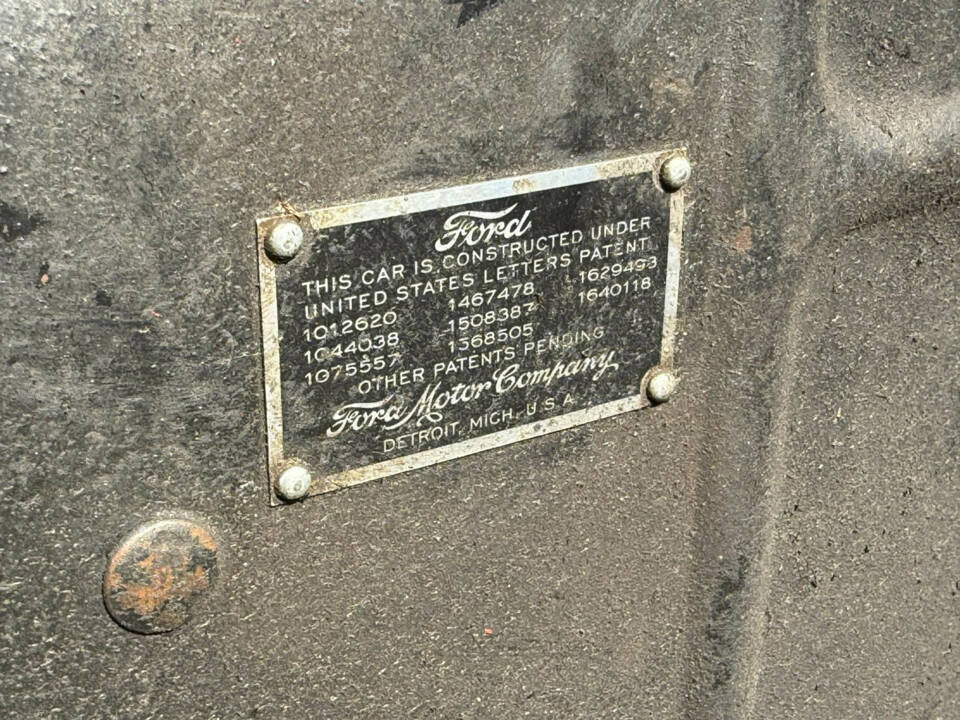 Ford
THIS CAR IS CONSTRUCTED UNDER
UNITED STATES LETTERS PATENT
1012620 1467478 1629493
1044038 1508387 1640118
1075557 1568505
OTHER PATENTS PENDING
Ford Motor Company
DETROIT, MICH. U.S.A.